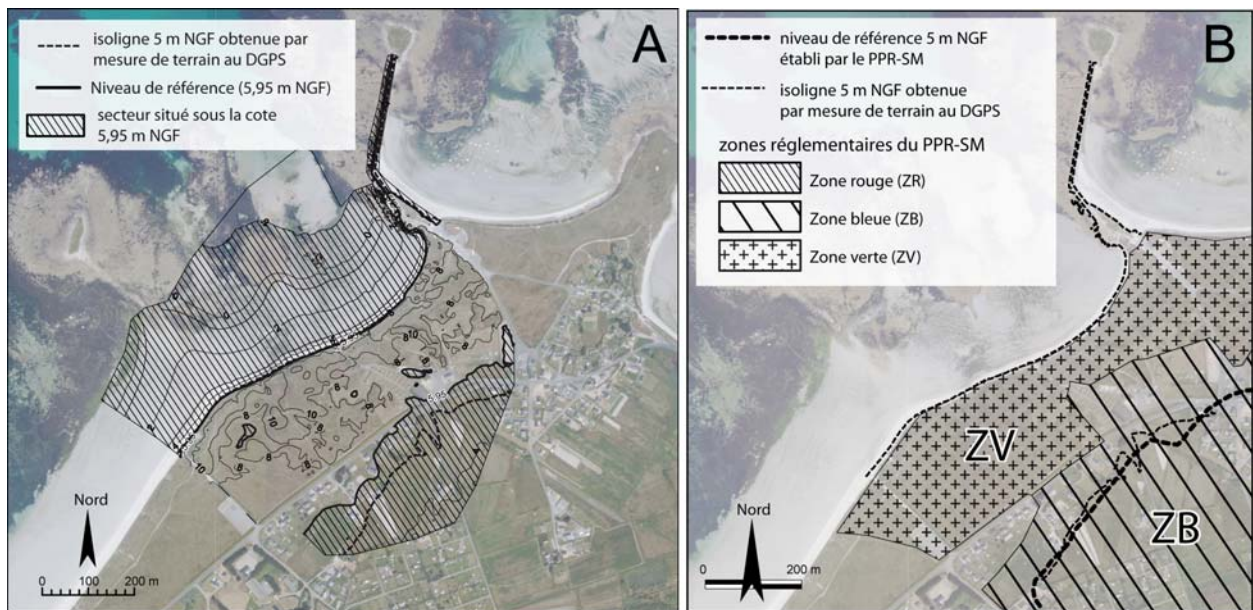 A
isoligne 5 m NGF obtenue par
mesure de terrain au DGPS
Niveau de référence (5,95 m NGF)
secteur situé sous la cote
5,95 m NGF
5,95
Nord
0 100 200 m
B
niveau de référence 5 m NGF
établi par le PPR-SM
isoligne 5 m NGF obtenue
par mesure de terrain au DGPS
zones réglementaires du PPR-SM
Zone rouge (ZR)
Zone bleue (ZB)
Zone verte (ZV)
ZV
ZB
Nord
0 200 m